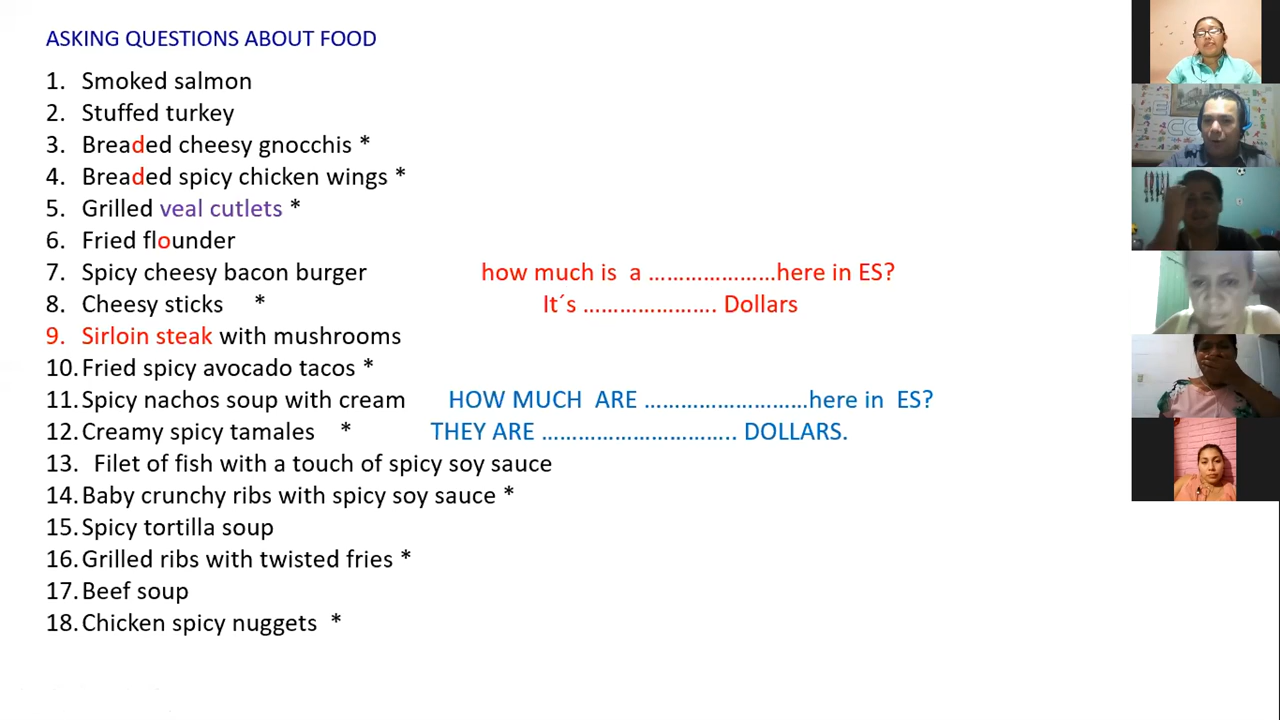 ASKING QUESTIONS ABOUT FOOD
1. Smoked salmon
2. Stuffed turkey
3. Breaded cheesy gnocchis *
4. Breaded spicy chicken wings *
5. Grilled veal cutlets *
6. Fried flounder
7. Spicy cheesy bacon burger how much is a …………………here in ES?
8. Cheesy sticks * It´s …………………. Dollars
9. Sirloin steak with mushrooms
10. Fried spicy avocado tacos *
11. Spicy nachos soup with cream HOW MUCH ARE ………………………here in ES?
12. Creamy spicy tamales * THEY ARE ………………………….. DOLLARS.
13. Filet of fish with a touch of spicy soy sauce
14. Baby crunchy ribs with spicy soy sauce *
15. Spicy tortilla soup
16. Grilled ribs with twisted fries *
17. Beef soup
18. Chicken spicy nuggets *